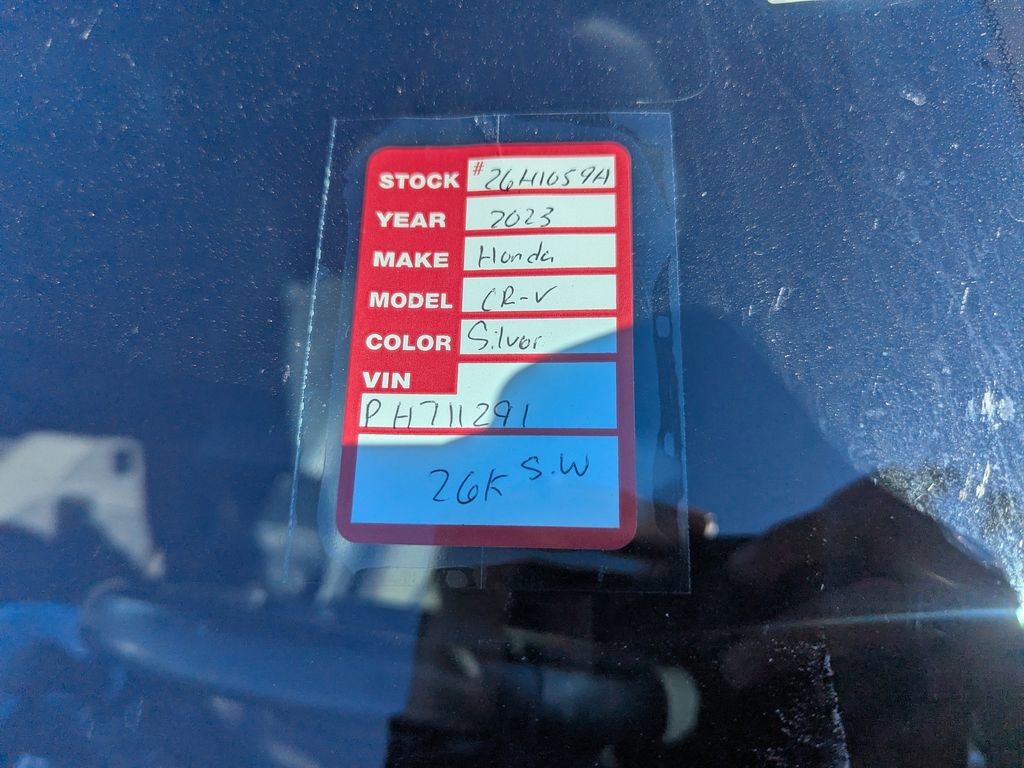 STOCK #26H1059A
YEAR 2023
MAKE Honda
MODEL CR-V
COLOR Silver
VIN
PH711291
26K S.W